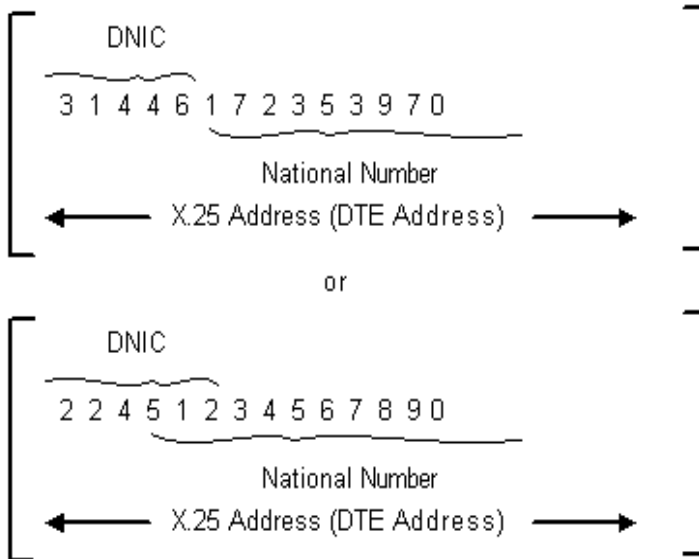 DNIC
3 1 4 4 6 1 7 2 3 5 3 9 7 0
National Number
X.25 Address (DTE Address)
or
DNIC
2 2 4 5 1 2 3 4 5 6 7 8 9 0
National Number
X.25 Address (DTE Address)